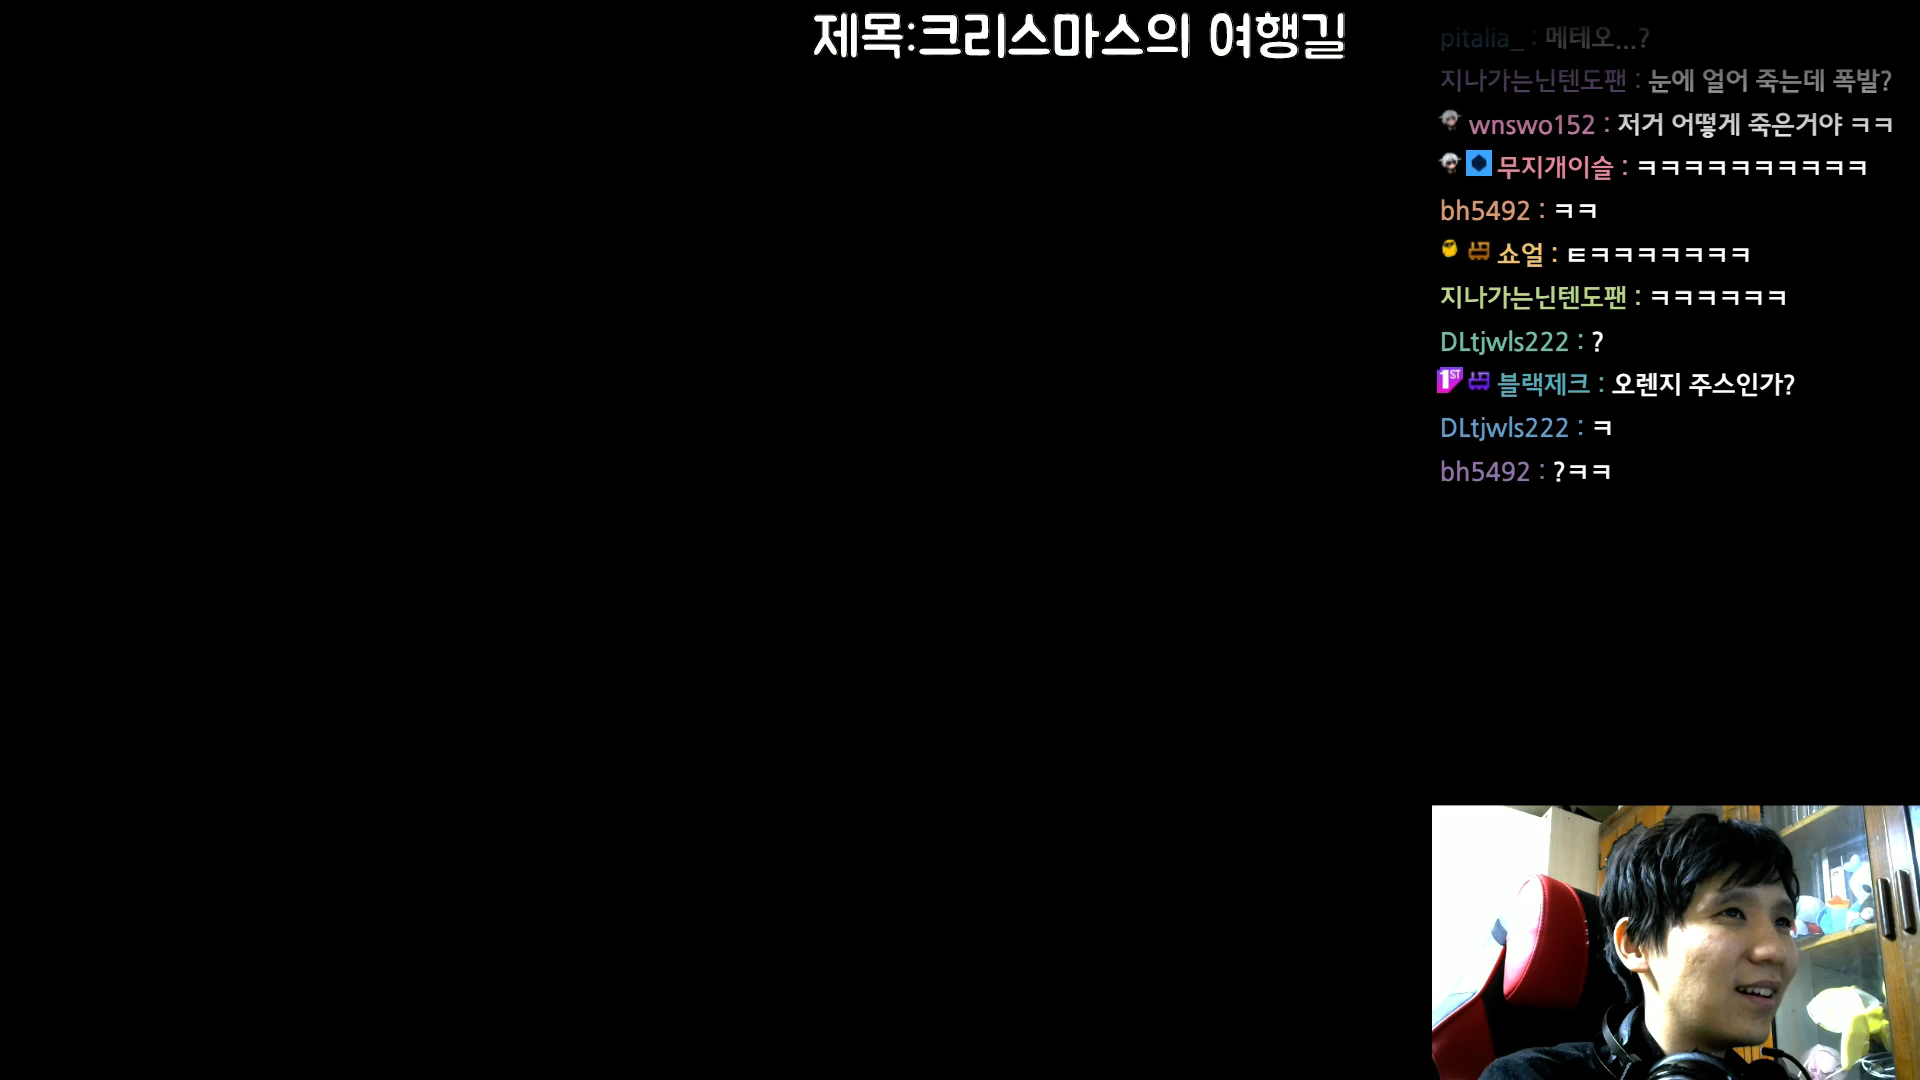 제목:크리스마스의 여행길
pitalia_ : 메테오...?
지나가는닌텐도팬 : 눈에 얼어 죽는데 폭발?
wnswo152 : 저거 어떻게 죽은거야 ㅋㅋ
무지개이슬 : ㅋㅋㅋㅋㅋㅋㅋㅋㅋㅋ
bh5492 : ㅋㅋ
쇼얼 : ㅌㅋㅋㅋㅋㅋㅋㅋ
지나가는닌텐도팬 : ㅋㅋㅋㅋㅋㅋ
DLtjwls222 : ?
1ST 블랙제크 : 오렌지 주스인가?
DLtjwls222 : ㅋ
bh5492 : ?ㅋㅋ